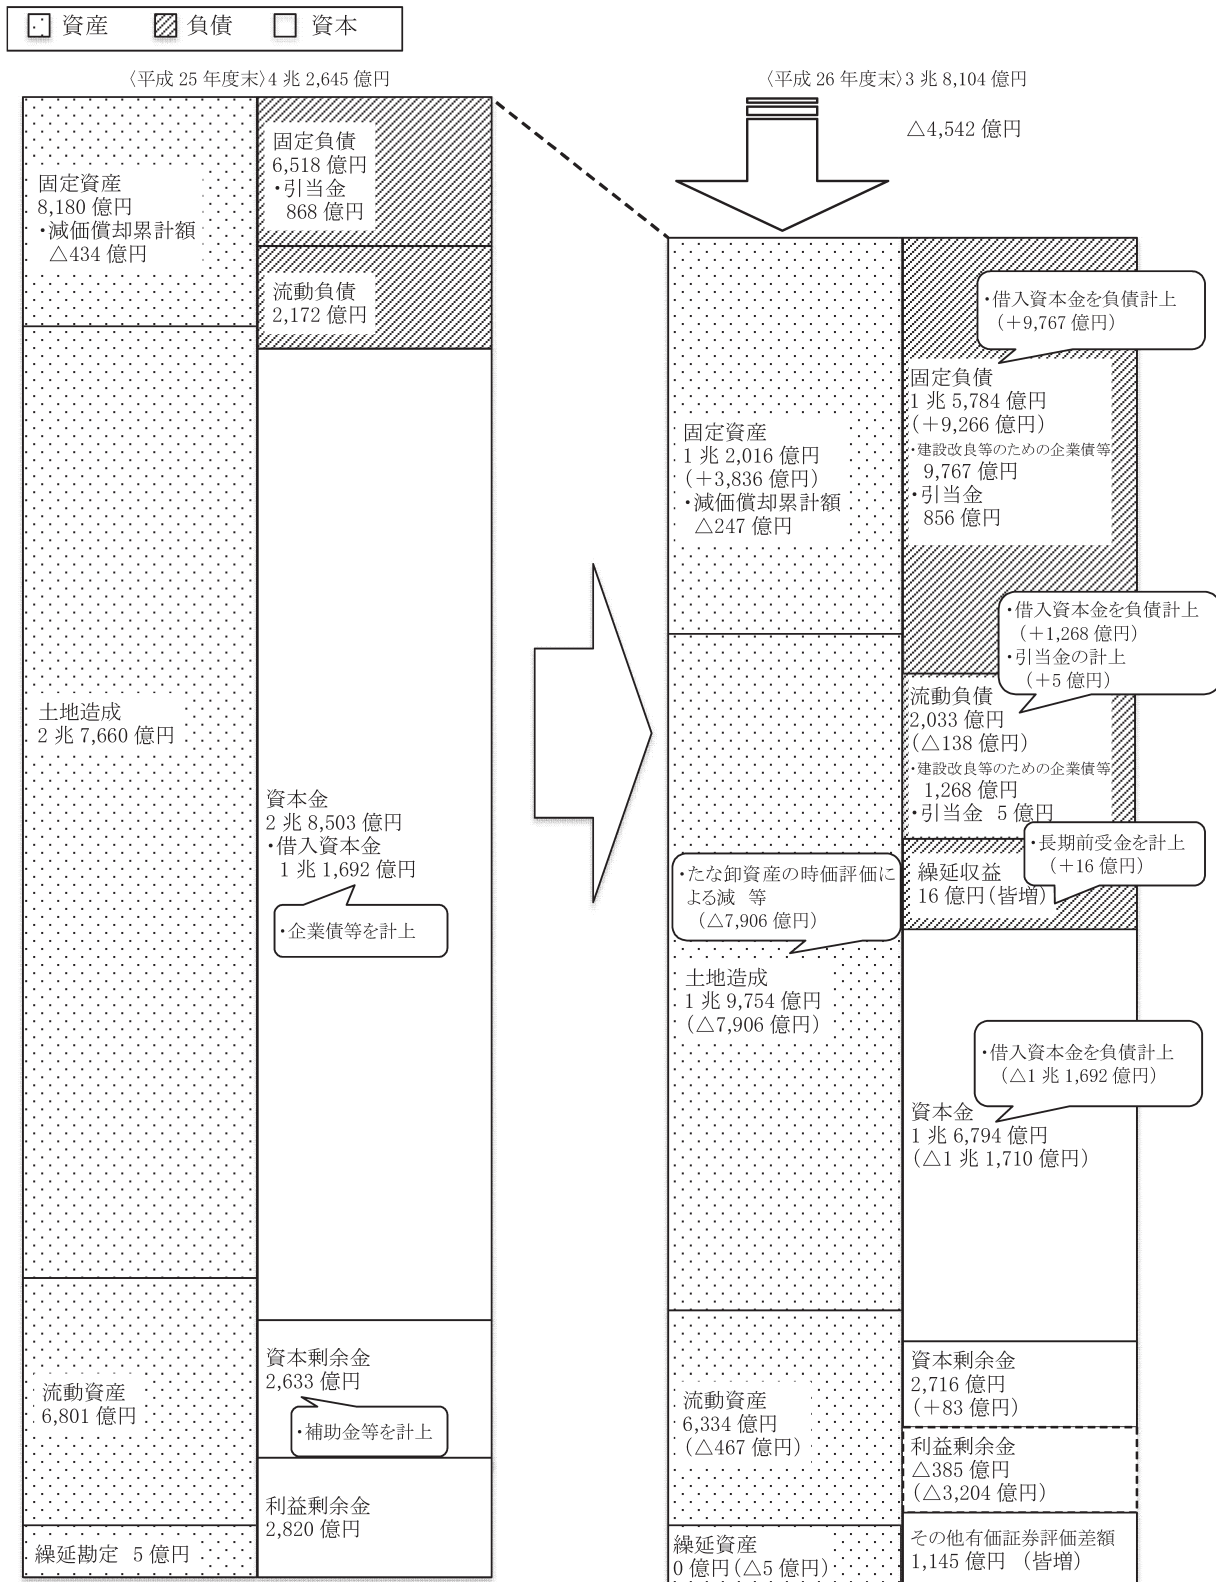 資産 負債 資本
〈平成 25 年度末〉4 兆 2,645 億円
固定資産
8,180 億円
・減価償却累計額
△434 億円
土地造成
2 兆 7,660 億円
流動資産
6,801 億円
繰延勘定 5 億円
固定負債
6,518 億円
・引当金
868 億円
流動負債
2,172 億円
資本金
2 兆 8,503 億円
・借入資本金
1 兆 1,692 億円
・企業債等を計上
資本剰余金
2,633 億円
・補助金等を計上
利益剰余金
2,820 億円
〈平成 26 年度末〉3 兆 8,104 億円
△4,542 億円
固定資産
1 兆 2,016 億円
(＋3,836 億円)
・減価償却累計額
△247 億円
・たな卸資産の時価評価に
よる減 等
(△7,906 億円)
土地造成
1 兆 9,754 億円
(△7,906 億円)
流動資産
6,334 億円
(△467 億円)
繰延資産
0 億円(△5 億円)
・借入資本金を負債計上
(＋9,767 億円)
固定負債
1 兆 5,784 億円
(＋9,266 億円)
・建設改良等のための企業債等
9,767 億円
・引当金
856 億円
・借入資本金を負債計上
(＋1,268 億円)
・引当金の計上
(＋5 億円)
流動負債
2,033 億円
(△138 億円)
・建設改良等のための企業債等
1,268 億円
・引当金 5 億円
・長期前受金を計上
(＋16 億円)
繰延収益
16 億円(皆増)
・借入資本金を負債計上
(△1 兆 1,692 億円)
資本金
1 兆 6,794 億円
(△1 兆 1,710 億円)
資本剰余金
2,716 億円
(＋83 億円)
利益剰余金
△385 億円
(△3,204 億円)
その他有価証券評価差額
1,145 億円 (皆増)